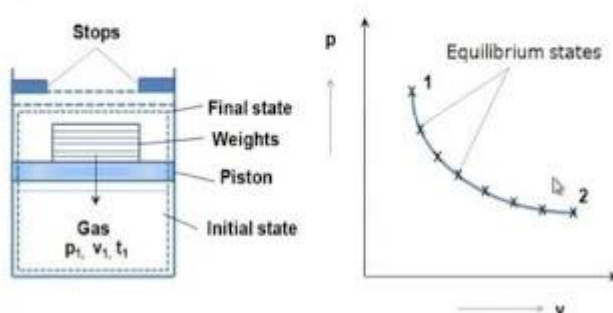 Stops
Final state
Weights
Piston
Gas
p1, v1, t1
Initial state
p
Equilibrium states
1
2
v